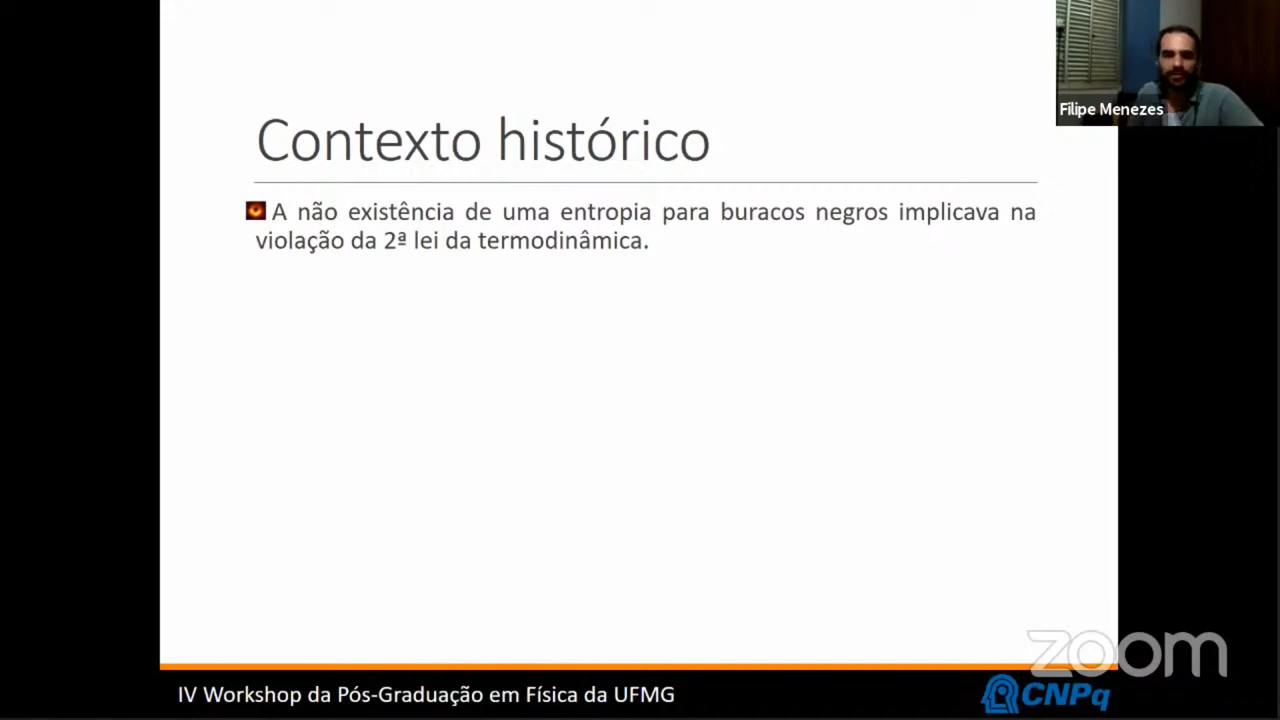 Filipe Menezes
Contexto histórico
A não existência de uma entropia para buracos negros implicava na
violação da 2ª lei da termodinâmica.
zoom
IV Workshop da Pós-Graduação em Física da UFMG
CNPq